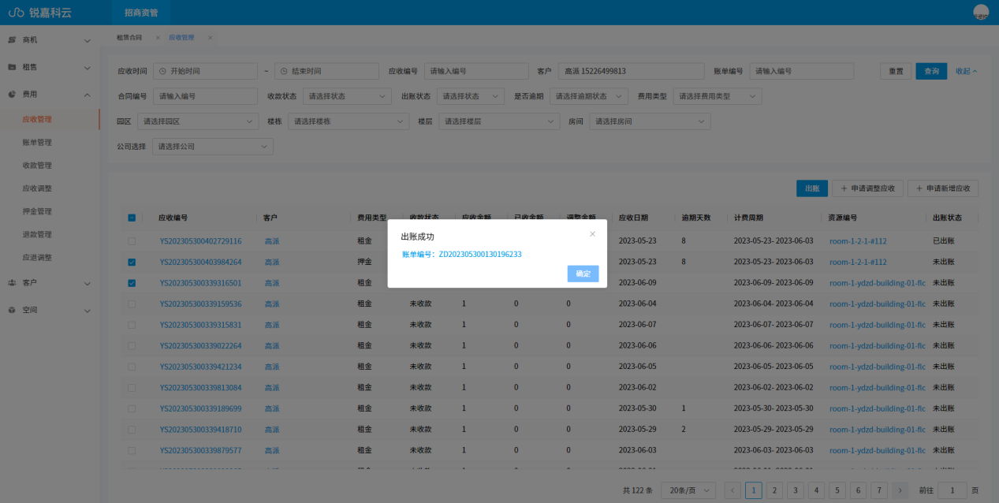 锐嘉科云 招商资管
商机
租售
费用
应收管理
账单管理
收款管理
应收调整
押金管理
退款管理
应退调整
客户
空间
租赁合同 × 应收管理 ×
应收时间 开始时间 ~ 结束时间 应收编号 请输入编号 客户 高派 15226499813 账单编号 请输入编号 重置 查询 收起
合同编号 请输入编号 收款状态 请选择状态 出账状态 请选择状态 是否逾期 请选择逾期状态 费用类型 请选择费用类型
园区 请选择园区 楼栋 请选择楼栋 楼层 请选择楼层 房间 请选择房间
公司选择 请选择公司
出账 + 申请调整应收 + 申请新增应收
应收编号 客户 费用类型 收款状态 应收金额 已收金额 调整金额 应收日期 逾期天数 计费周期 资源编号 出账状态
YS202305300402729116 高派 租金 2023-05-23 8 2023-05-23- 2023-06-03 room-1-2-1-#112 已出账
YS202305300403984264 高派 押金 2023-05-23 8 2023-05-23- 2023-06-03 room-1-2-1-#112 未出账
YS202305300339316501 高派 租金 2023-06-09 2023-06-09- 2023-06-09 room-1-ydzd-building-01-flc 未出账
YS202305300339159536 高派 租金 未收款 1 0 0 2023-06-04 2023-06-04- 2023-06-04 room-1-ydzd-building-01-flc 未出账
YS202305300339315831 高派 租金 未收款 1 0 0 2023-06-07 2023-06-07- 2023-06-07 room-1-ydzd-building-01-flc 未出账
YS202305300339022264 高派 租金 未收款 1 0 0 2023-06-06 2023-06-06- 2023-06-06 room-1-ydzd-building-01-flc 未出账
YS202305300339421234 高派 租金 未收款 1 0 0 2023-06-05 2023-06-05- 2023-06-05 room-1-ydzd-building-01-flc 未出账
YS202305300339813084 高派 租金 未收款 1 0 0 2023-06-02 2023-06-02- 2023-06-02 room-1-ydzd-building-01-flc 未出账
YS202305300339189699 高派 租金 未收款 1 0 0 2023-05-30 1 2023-05-30- 2023-05-30 room-1-ydzd-building-01-flc 未出账
YS202305300339418710 高派 租金 未收款 1 0 0 2023-05-29 2 2023-05-29- 2023-05-29 room-1-ydzd-building-01-flc 未出账
YS202305300339879577 高派 租金 未收款 1 0 0 2023-06-03 2023-06-03- 2023-06-03 room-1-ydzd-building-01-flc 未出账
出账成功 ×
账单编号: ZD202305300130196233
确定
共 122 条 20条/页 < 1 2 3 4 5 6 7 > 前往 1 页